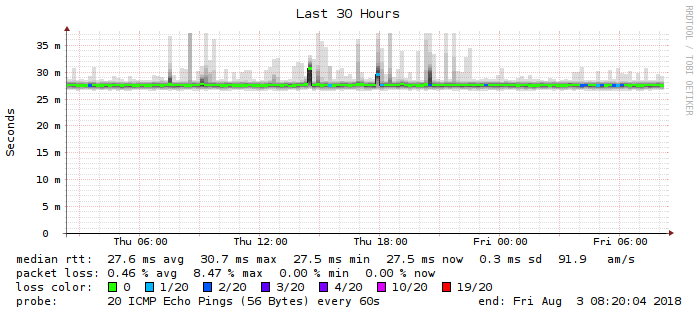 Last 30 Hours
RRDTOOL / TOBI OETIKER
Seconds
35 m
30 m
25 m
20 m
15 m
10 m
5 m
0
Thu 06:00 Thu 12:00 Thu 18:00 Fri 00:00 Fri 06:00
median rtt: 27.6 ms avg 30.7 ms max 27.5 ms min 27.5 ms now 0.3 ms sd 91.9 am/s
packet loss: 0.46 % avg 8.47 % max 0.00 % min 0.00 % now
loss color: 0 1/20 2/20 3/20 4/20 10/20 19/20
probe: 20 ICMP Echo Pings (56 Bytes) every 60s end: Fri Aug 3 08:20:04 2018